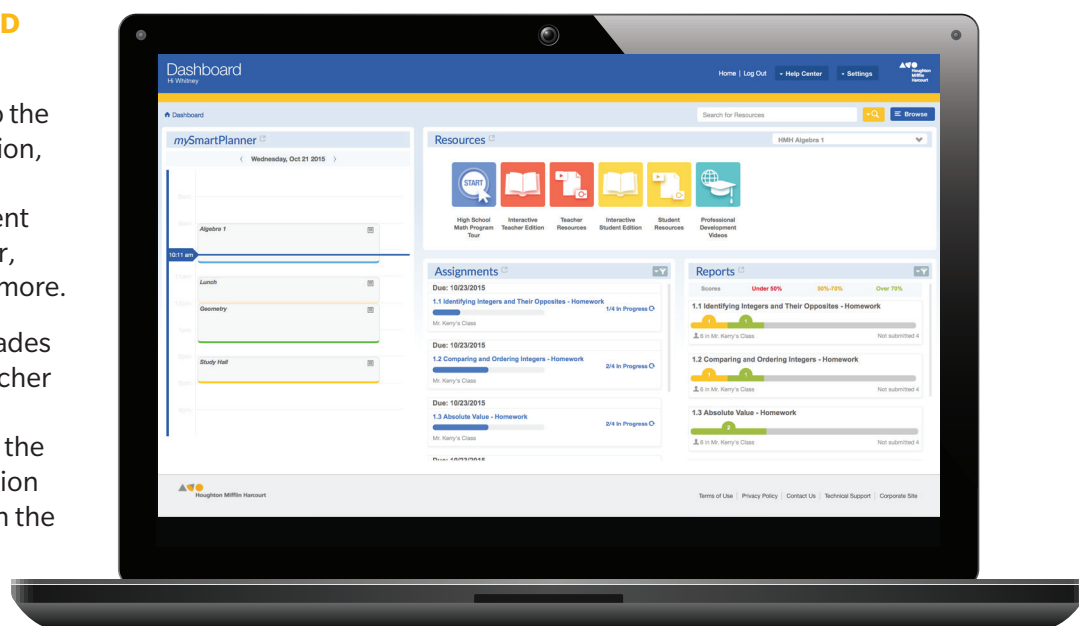 D
o the
ion,
ent
r,
more.
ades
cher
the
ion
n the
Dashboard
Hi Whitney
Home | Log Out
Help Center
Settings
Houghton
Mifflin
Harcourt
Dashboard
Search for Resources
Browse
mySmartPlanner
Wednesday, Oct 21 2015
Algebra 1
10:11 am
Lunch
Geometry
Study Hall
Resources
HMH Algebra 1
START
High School
Math Program
Tour
Interactive
Teacher Edition
Teacher
Resources
Interactive
Student Edition
Student
Resources
Professional
Development
Videos
Assignments
Due: 10/23/2015
1.1 Identifying Integers and Their Opposites - Homework
1/4 In Progress
Mr. Kerry's Class
Due: 10/23/2015
1.2 Comparing and Ordering Integers - Homework
2/4 In Progress
Mr. Kerry's Class
Due: 10/23/2015
1.3 Absolute Value - Homework
2/4 In Progress
Mr. Kerry's Class
Due: 10/23/2015
Reports
Scores Under 50% 50%-70% Over 70%
1.1 Identifying Integers and Their Opposites - Homework
1 1
6 in Mr. Kerry's Class Not submitted 4
1.2 Comparing and Ordering Integers - Homework
1 1
6 in Mr. Kerry's Class Not submitted 4
1.3 Absolute Value - Homework
2
6 in Mr. Kerry's Class Not submitted 4
Houghton Mifflin Harcourt
Terms of Use | Privacy Policy | Contact Us | Technical Support | Corporate Site